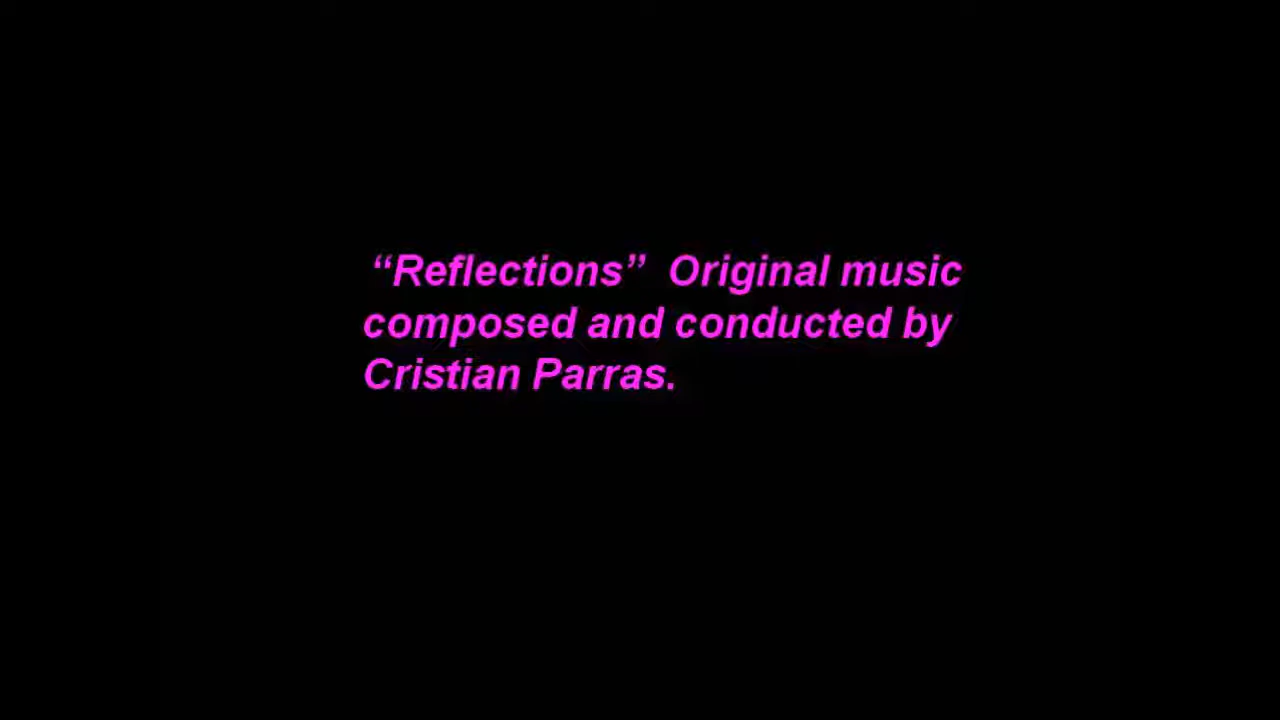 “Reflections”  Original music
composed and conducted by
Cristian Parras.